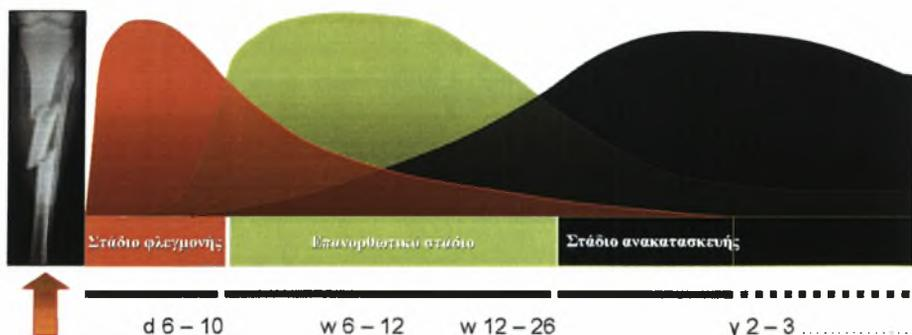 Στάδιο φλεγμονής Επανορθωτικό στάδιο Στάδιο ανακατασκευής
d 6 – 10 w 6 – 12 w 12 – 26 y 2 – 3